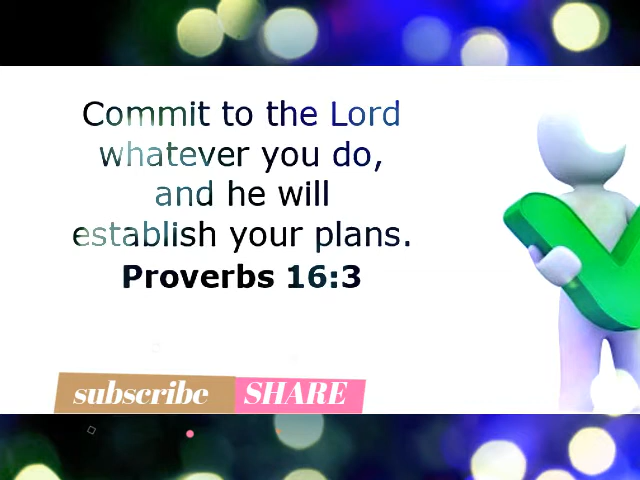 Commit to the Lord
whatever you do,
and he will
establish your plans.
Proverbs 16:3
subscribe SHARE